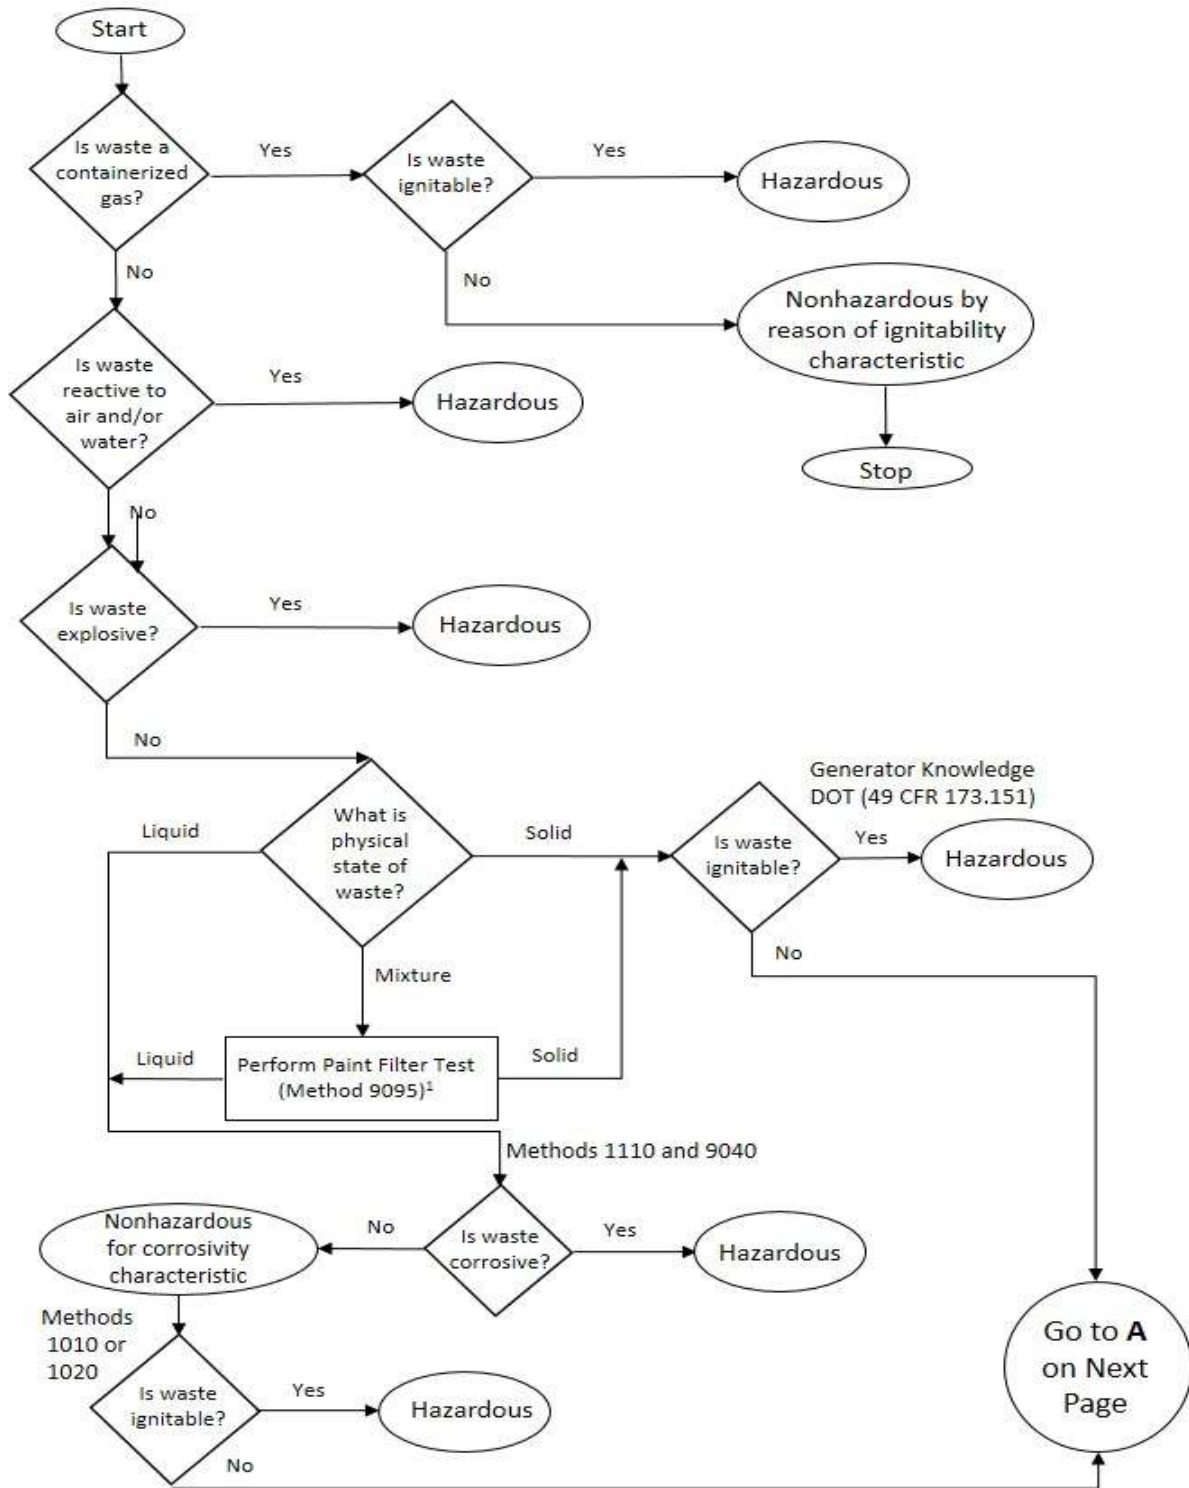 Start
Is waste a
containerized
gas?
Yes
Is waste
ignitable?
Yes
Hazardous
No
No
Nonhazardous by
reason of ignitability
characteristic
Stop
Is waste
reactive to
air and/or
water?
Yes
Hazardous
No
Is waste
explosive?
Yes
Hazardous
No
What is
physical
state of
waste?
Liquid
Solid
Generator Knowledge
DOT (49 CFR 173.151)
Is waste
ignitable?
Yes
Hazardous
No
Mixture
Liquid
Perform Paint Filter Test
(Method 9095)¹
Solid
Methods 1110 and 9040
Is waste
corrosive?
Yes
Hazardous
No
Nonhazardous
for corrosivity
characteristic
Methods
1010 or
1020
Is waste
ignitable?
Yes
Hazardous
No
Go to A
on Next
Page